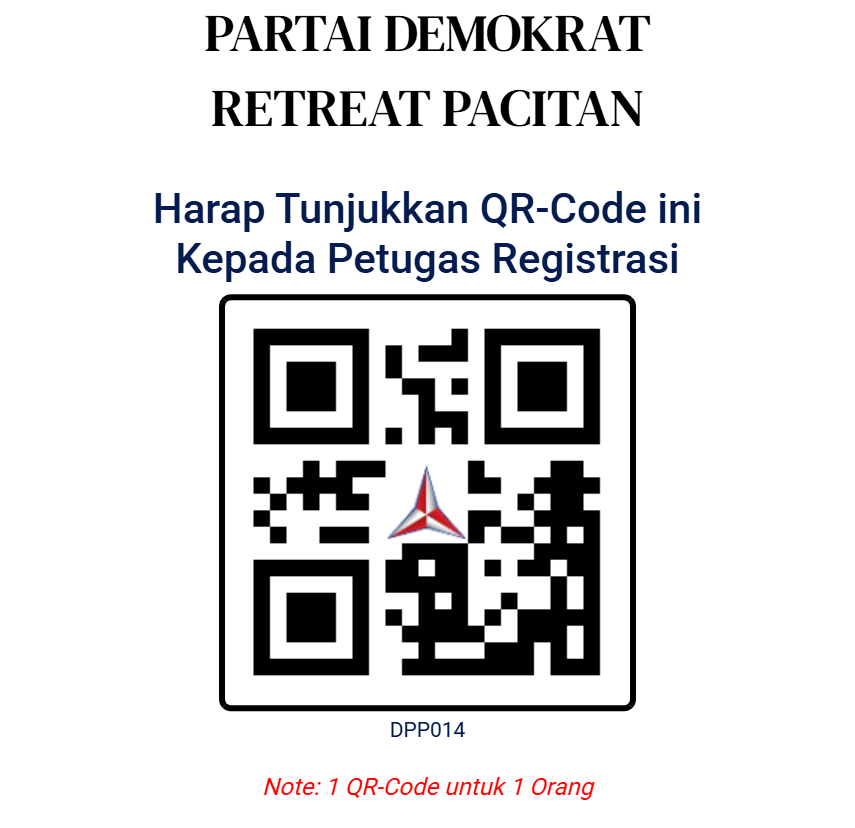 PARTAI DEMOKRAT
RETREAT PACITAN
Harap Tunjukkan QR-Code ini
Kepada Petugas Registrasi
DPP014
Note: 1 QR-Code untuk 1 Orang